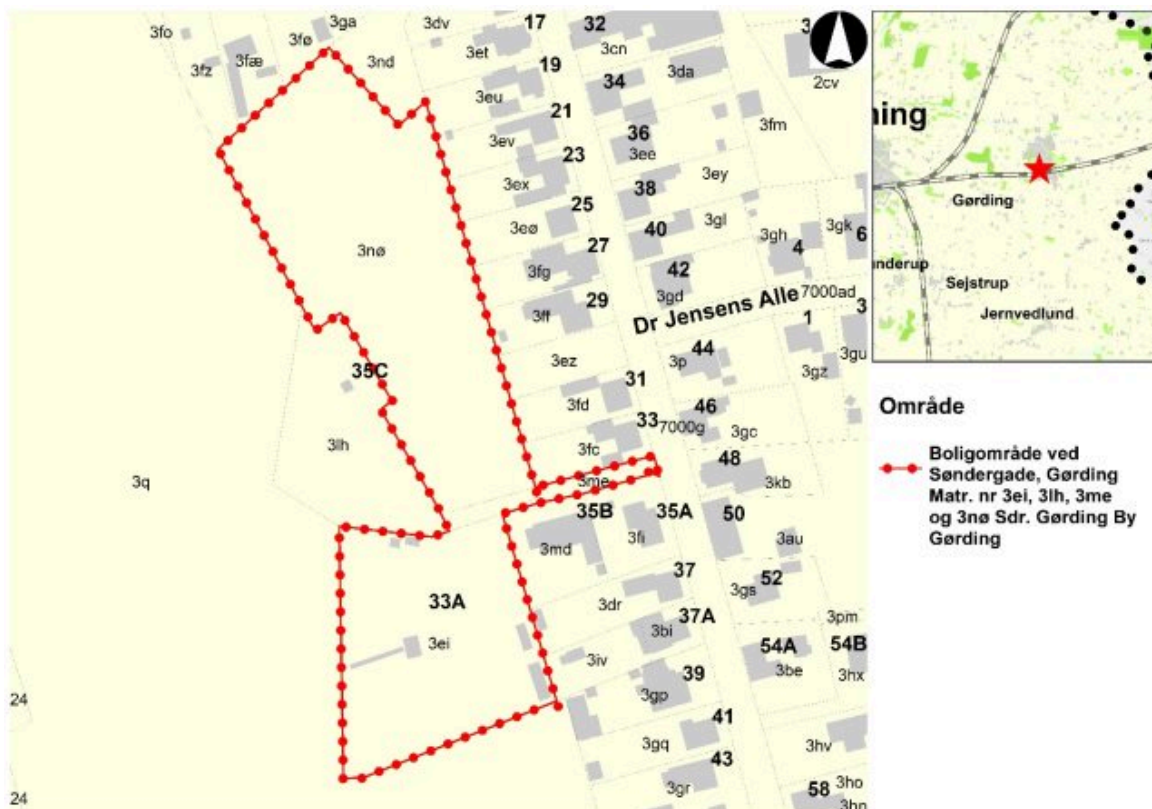 3fo
3fz
3fæ
3fø
3ga
3nd
3dv
3et
17
32
3cn
3da
3
2cv
19
3eu
34
21
3ev
36
3ee
3fm
23
3ex
38
3ey
25
3eø
40
3gl
3gh
4
3gk
6
3nø
27
3fg
42
3gd
29
3ff
Dr Jensens Alle
7000ad
3
1
3ez
44
3p
3gz
3gu
35C
31
3fd
46
33
7000g
3gc
3lh
3fc
48
3kb
3q
3me
35B
35A
50
3md
3fi
3au
37
52
3gs
33A
3dr
37A
3pm
3ei
3bi
54A
54B
3iv
3be
3hx
39
3gp
24
41
3gq
3hv
43
3gr
58
3ho
3hp
24
ning
Gørding
nderup
Sejstrup
Jernvedlund
Område
Boligområde ved
Søndergade, Gørding
Matr. nr 3ei, 3lh, 3me
og 3nø Sdr. Gørding By
Gørding